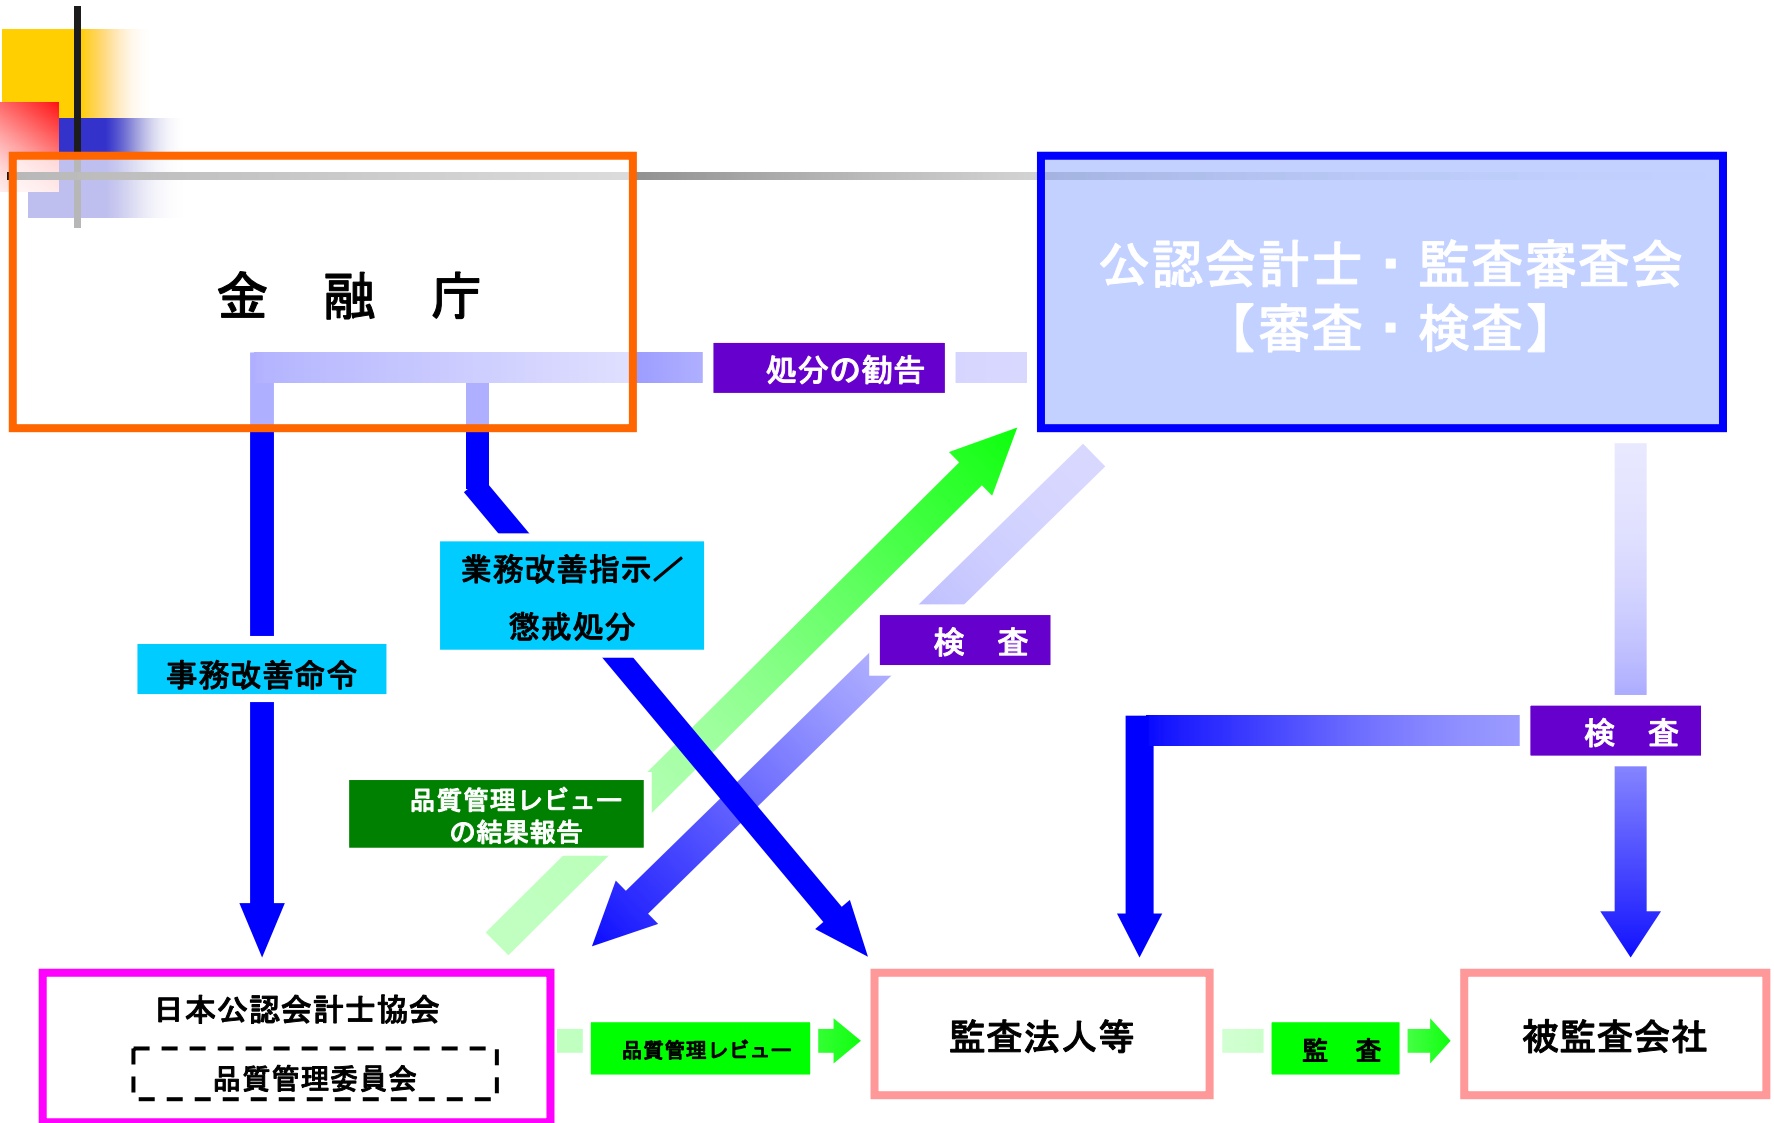 金　融　庁
公認会計士・監査審査会
【審査・検査】
処分の勧告
業務改善指示／
懲戒処分
検　査
事務改善命令
検　査
品質管理レビュー
の結果報告
日本公認会計士協会
品質管理委員会
品質管理レビュー
監査法人等
監　査
被監査会社